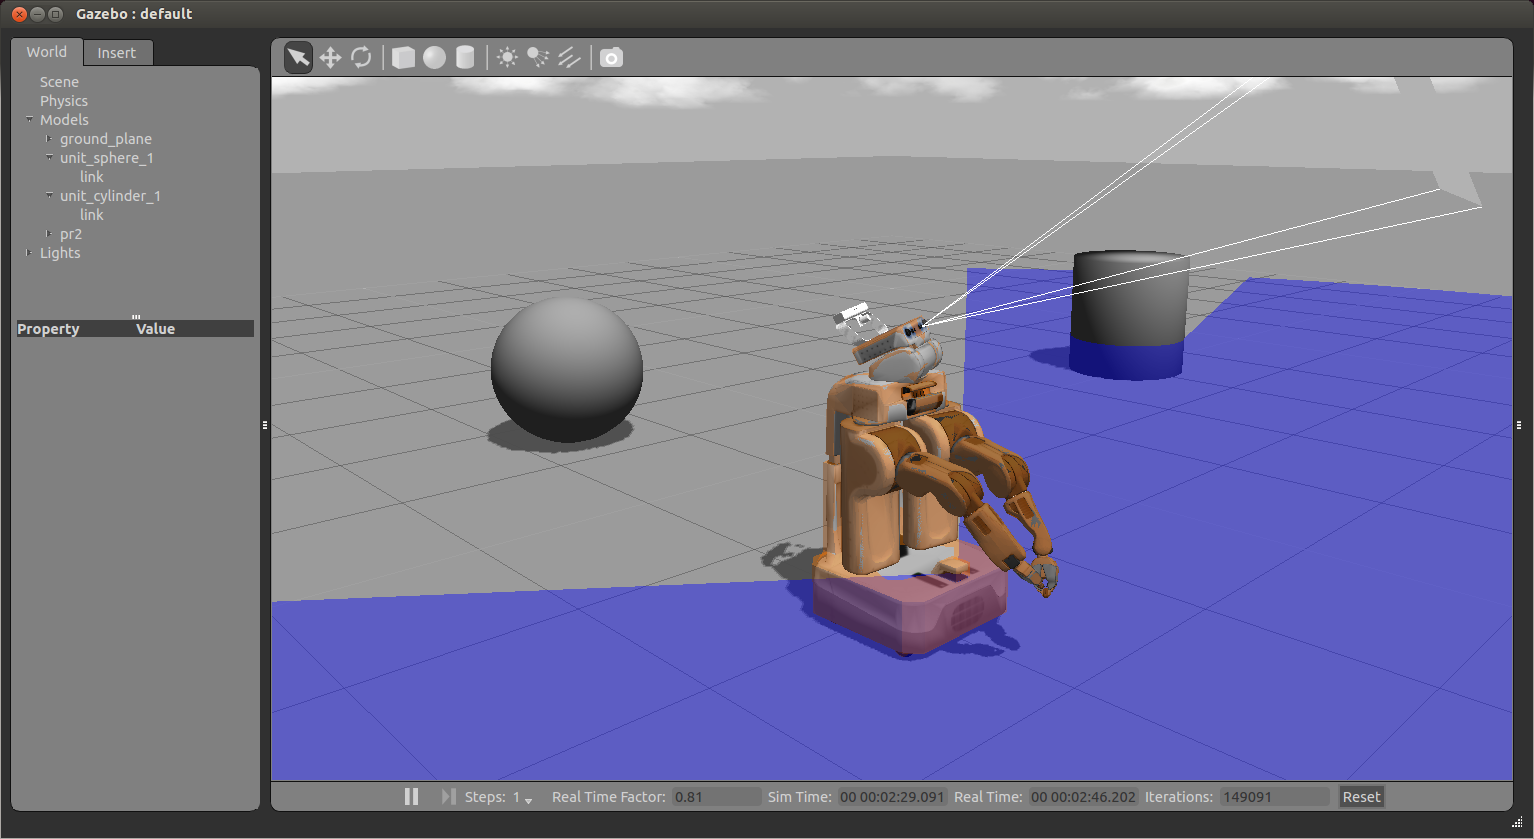 Gazebo : default
World Insert
Scene
Physics
Models
ground_plane
unit_sphere_1
link
unit_cylinder_1
link
pr2
Lights
Property Value
Steps: 1 Real Time Factor: 0.81 Sim Time: 00 00:02:29.091 Real Time: 00 00:02:46.202 Iterations: 149091 Reset